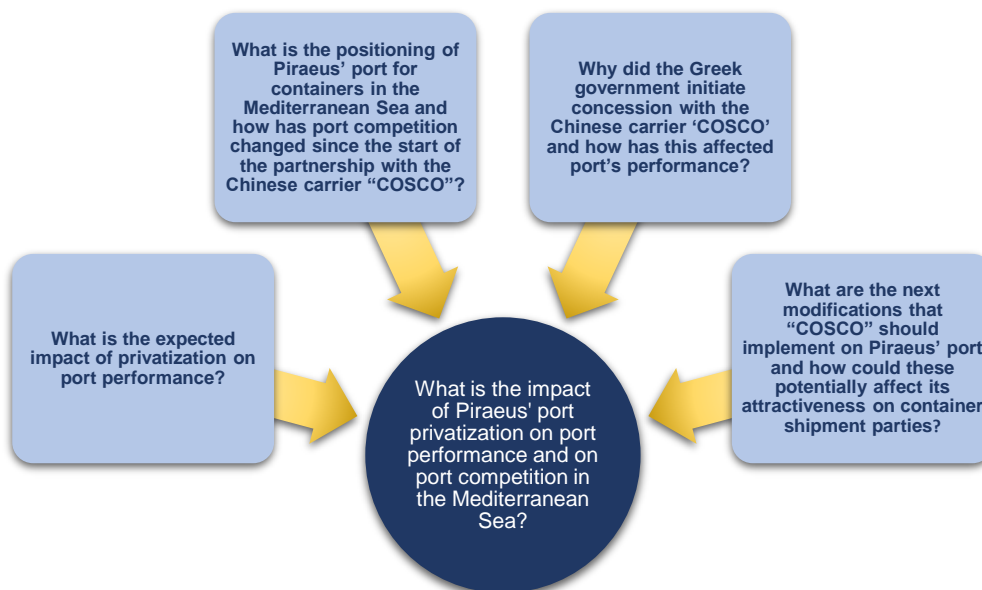 What is the positioning of
Piraeus’ port for
containers in the
Mediterranean Sea and
how has port competition
changed since the start of
the partnership with the
Chinese carrier “COSCO”?
Why did the Greek
government initiate
concession with the
Chinese carrier ‘COSCO’
and how has this affected
port’s performance?
What is the expected
impact of privatization on
port performance?
What are the next
modifications that
“COSCO” should
implement on Piraeus’ port
and how could these
potentially affect its
attractiveness on container
shipment parties?
What is the impact
of Piraeus' port
privatization on port
performance and on
port competition in
the Mediterranean
Sea?